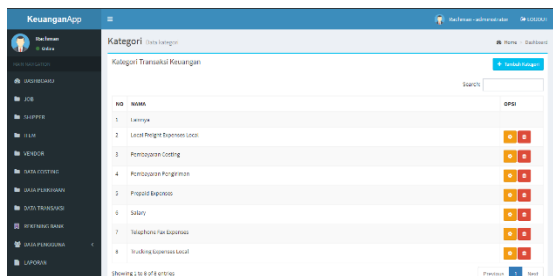 KeuanganApp
Rachman - administrator LOGOUT
Rachman
Online
Kategori Data kategori
Home - Dashboard
MAIN NAVIGATION
Kategori Transaksi Keuangan
+ Tambah Kategori
DASHBOARD
Search:
JOB
NO NAMA OPSI
SHIPPER
1 Lainnya
ITEM
2 Local Freight Expenses Local
VENDOR
3 Pembayaran Costing
DATA COSTING
4 Pembayaran Pengiriman
DATA PENERIMAAN
5 Prepaid Expenses
DATA TRANSAKSI
6 Salary
REKENING BANK
7 Telephone Fax Expenses
DATA PENGGUNA
8 Trucking Expenses Local
LAPORAN
Showing 1 to 8 of 8 entries
Previous 1 Next